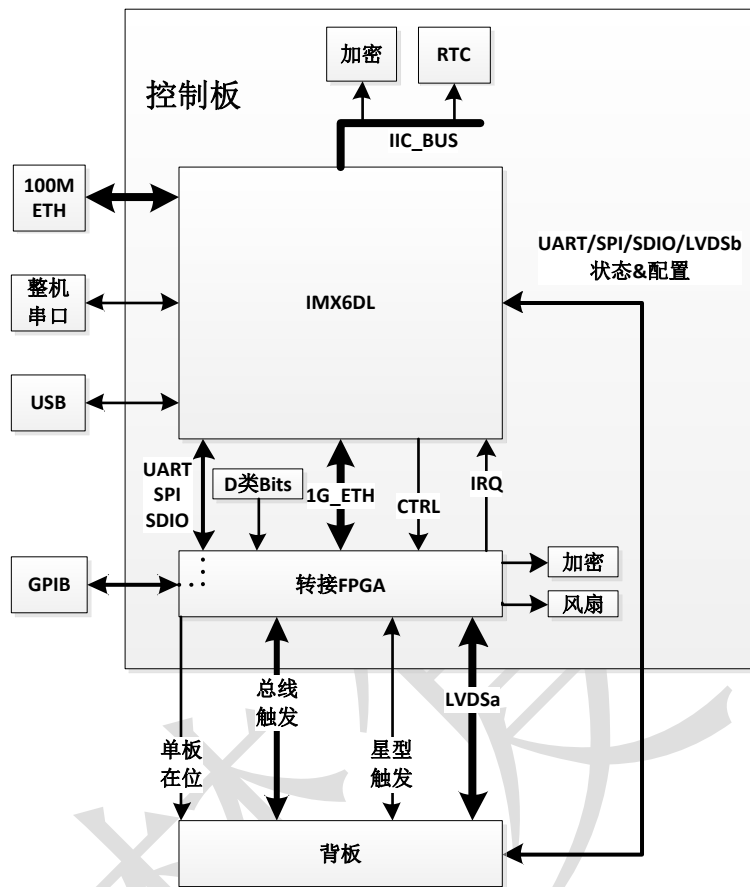 加密
RTC
控制板
IIC_BUS
100M
ETH
UART/SPI/SDIO/LVDSb
状态&配置
整机
串口
IMX6DL
USB
UART
SPI
SDIO
D类Bits
1G_ETH
CTRL
IRQ
GPIB
转接FPGA
加密
风扇
总线
触发
LVDSa
单板
在位
星型
触发
背板